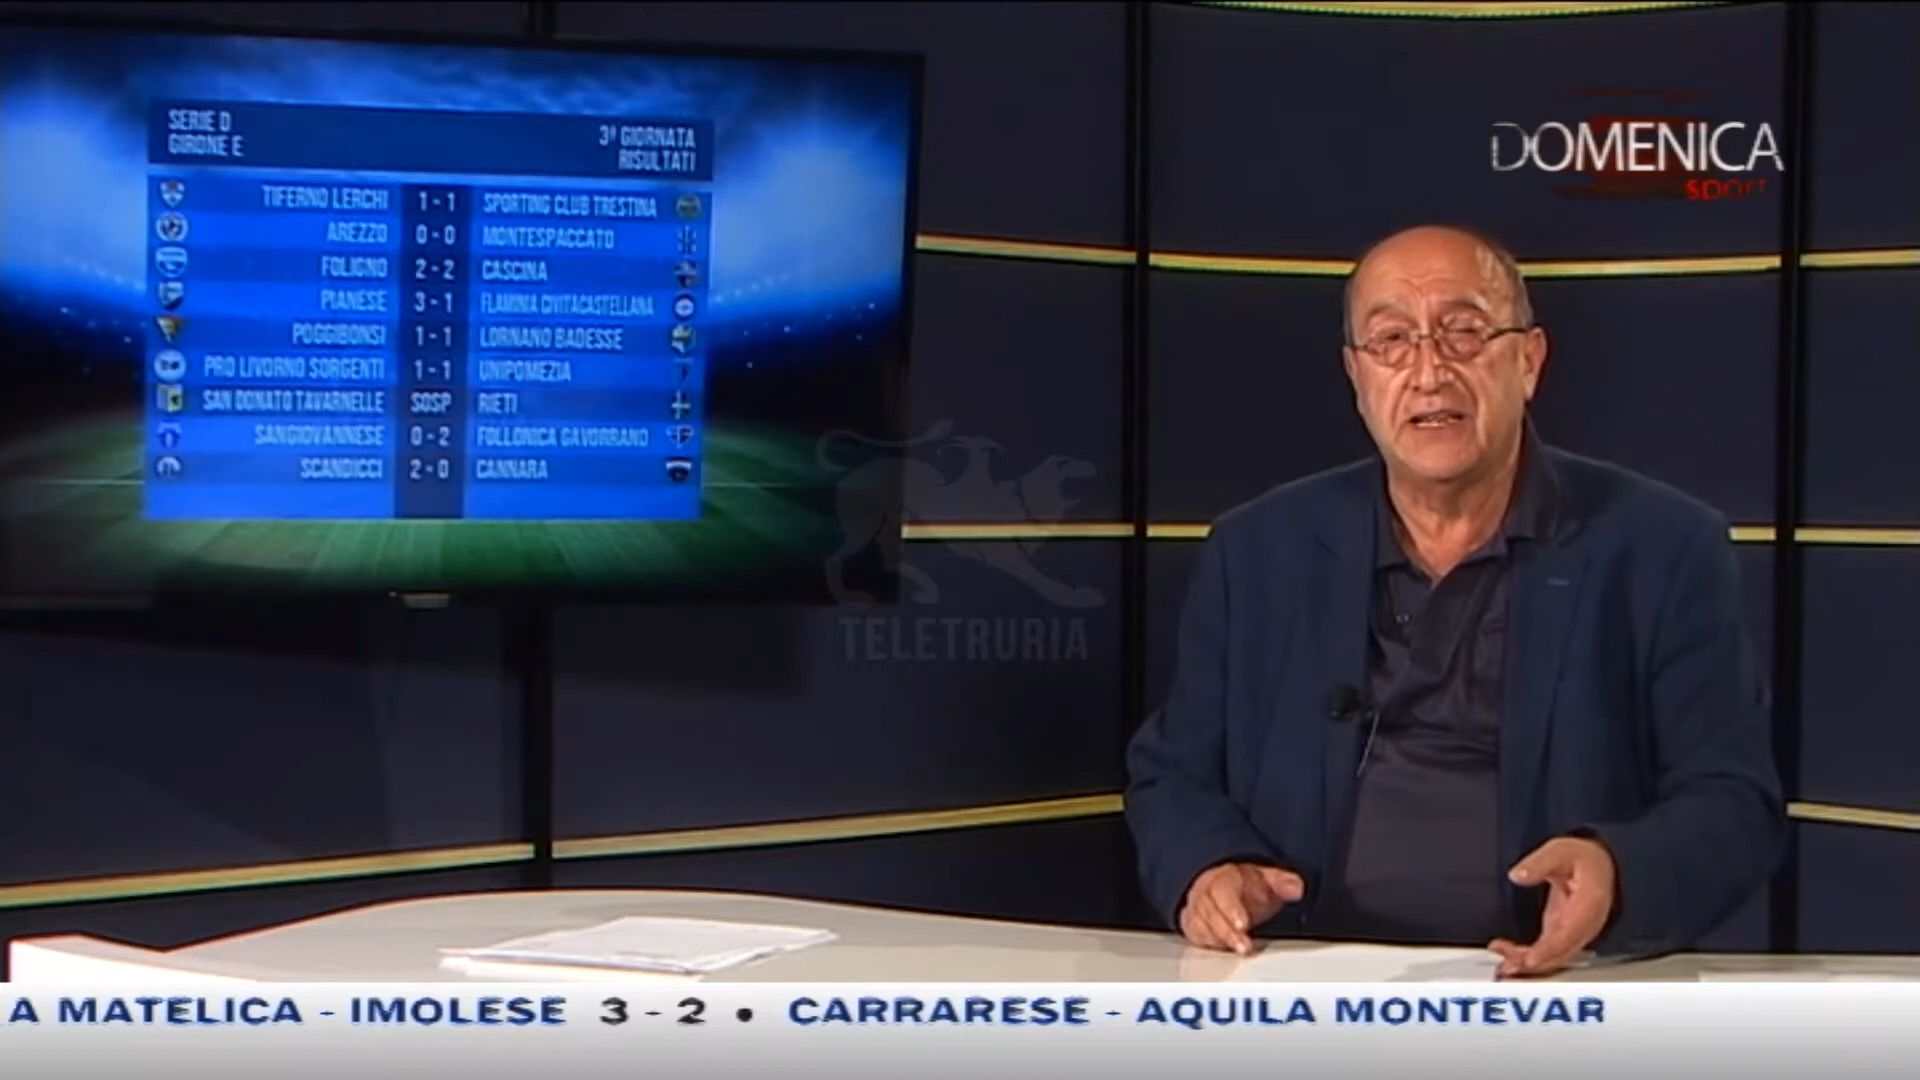 SERIE D
GIRONE E
3ª GIORNATA
RISULTATI
TIFERNO LERCHI 1 - 1 SPORTING CLUB TRESTINA
AREZZO 0 - 0 MONTESPACCATO
FOLIGNO 2 - 2 CASCINA
PIANESE 3 - 1 FLAMINIA CIVITACASTELLANA
POGGIBONSI 1 - 1 LORNANO BADESSE
PRO LIVORNO SORGENTI 1 - 1 UNIPOMEZIA
SAN DONATO TAVARNELLE SOSP RIETI
SANGIOVANNESE 0 - 2 FOLLONICA GAVORRANO
SCANDICCI 2 - 0 CANNARA
DOMENICA
sport
TELETRURIA
A MATELICA - IMOLESE 3 - 2 • CARRARESE - AQUILA MONTEVAR